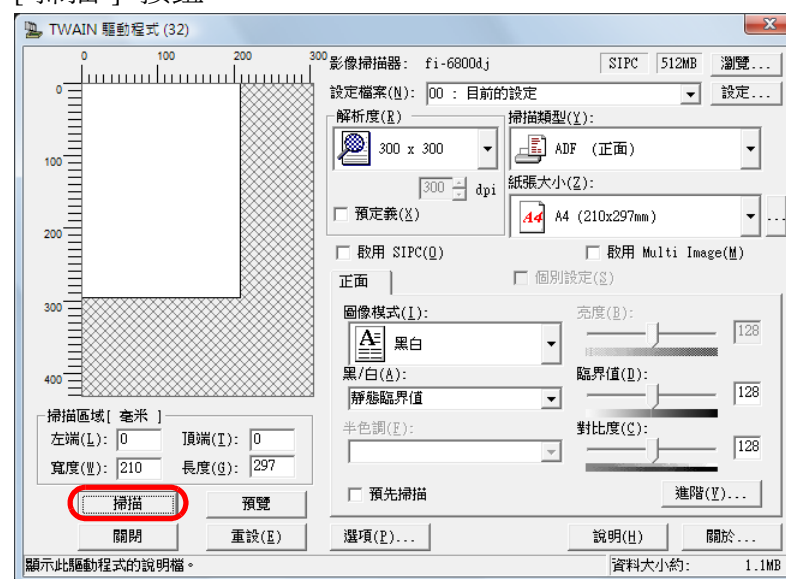 [掃描] 按鈕
TWAIN 驅動程式 (32)
0 100 200 300
0
100
200
300
400
影像掃描器: fi-6800dj SIPC 512MB 瀏覽...
設定檔案(N): 00 : 目前的設定 設定...
解析度(R)
300 x 300
300 dpi
預定義(X)
掃描類型(Y):
ADF (正面)
紙張大小(Z):
A4 A4 (210x297mm) ...
啟用 SIPC(Q) 啟用 Multi Image(M)
正面 個別設定(S)
圖像模式(I):
A 黑白
黑/白(A):
靜態臨界值
半色調(F):
預先掃描
亮度(B):
128
臨界值(D):
128
對比度(C):
128
進階(V)...
掃描區域[ 毫米 ]
左端(L): 0 頂端(T): 0
寬度(W): 210 長度(G): 297
掃描 預覽
關閉 重設(E) 選項(P)... 說明(H) 關於...
顯示此驅動程式的說明檔。 資料大小約: 1.1MB